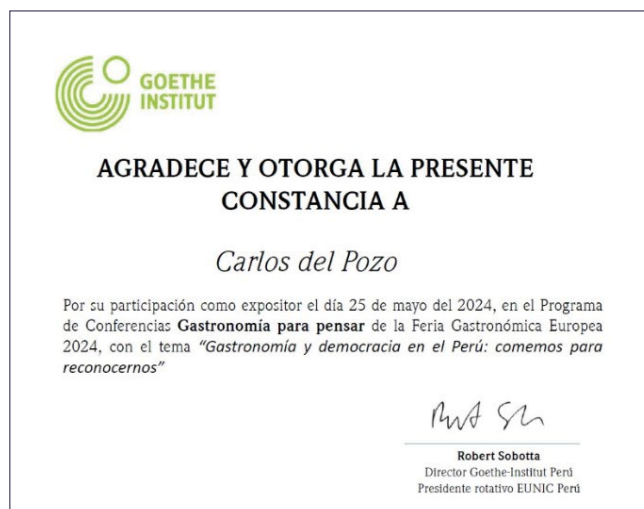 GOETHE
INSTITUT
AGRADECE Y OTORGA LA PRESENTE
CONSTANCIA A
Carlos del Pozo
Por su participación como expositor el día 25 de mayo del 2024, en el Programa
de Conferencias Gastronomía para pensar de la Feria Gastronómica Europea
2024, con el tema “Gastronomía y democracia en el Perú: comemos para
reconocernos”
Robert Sobotta
Director Goethe-Institut Perú
Presidente rotativo EUNIC Perú